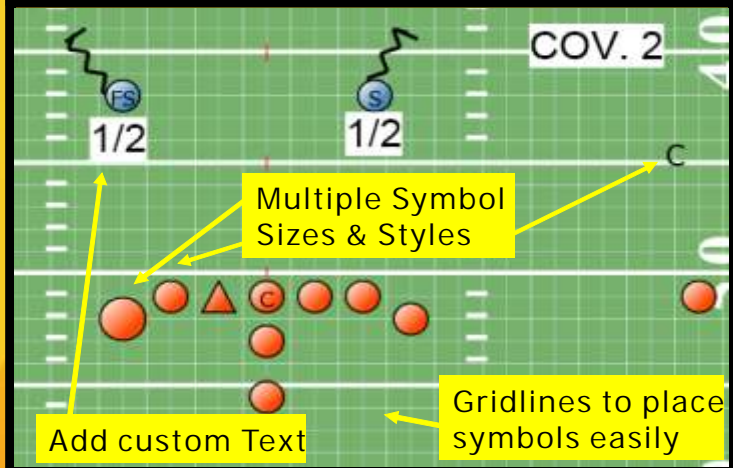 COV. 2
FS
S
1/2
1/2
C
Multiple Symbol
Sizes & Styles
C
Gridlines to place
symbols easily
Add custom Text